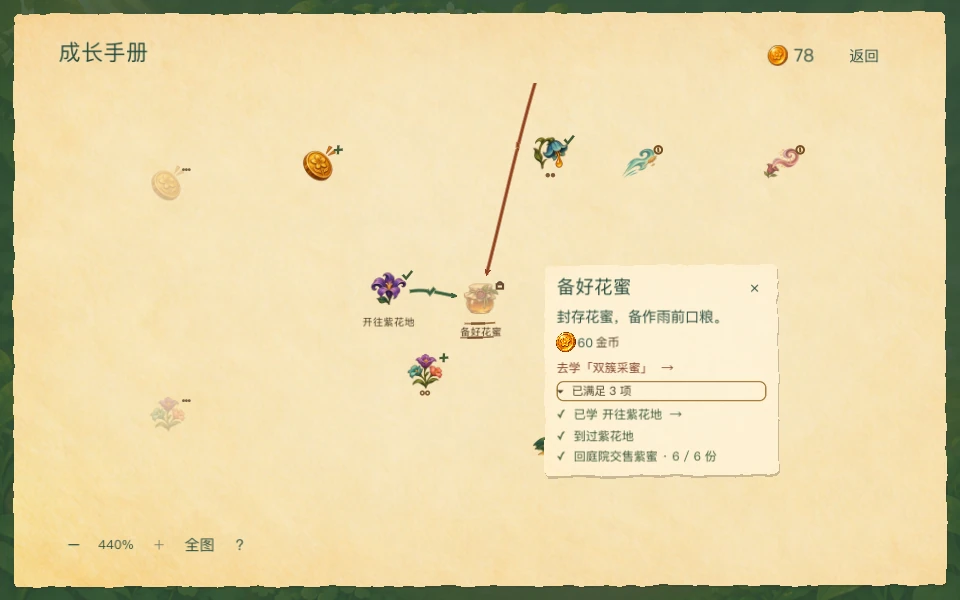 成长手册
78
返回
开往紫花地
备好花蜜
备好花蜜
×
封存花蜜，备作雨前口粮。
60 金币
去学「双簇采蜜」 →
已满足 3 项
✓ 已学 开往紫花地 →
✓ 到过紫花地
✓ 回庭院交售紫蜜 · 6 / 6 份
− 440% + 全图 ?